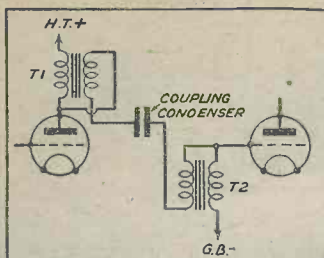 H.T.+
T1
COUPLING
CONDENSER
T2
G.B.-